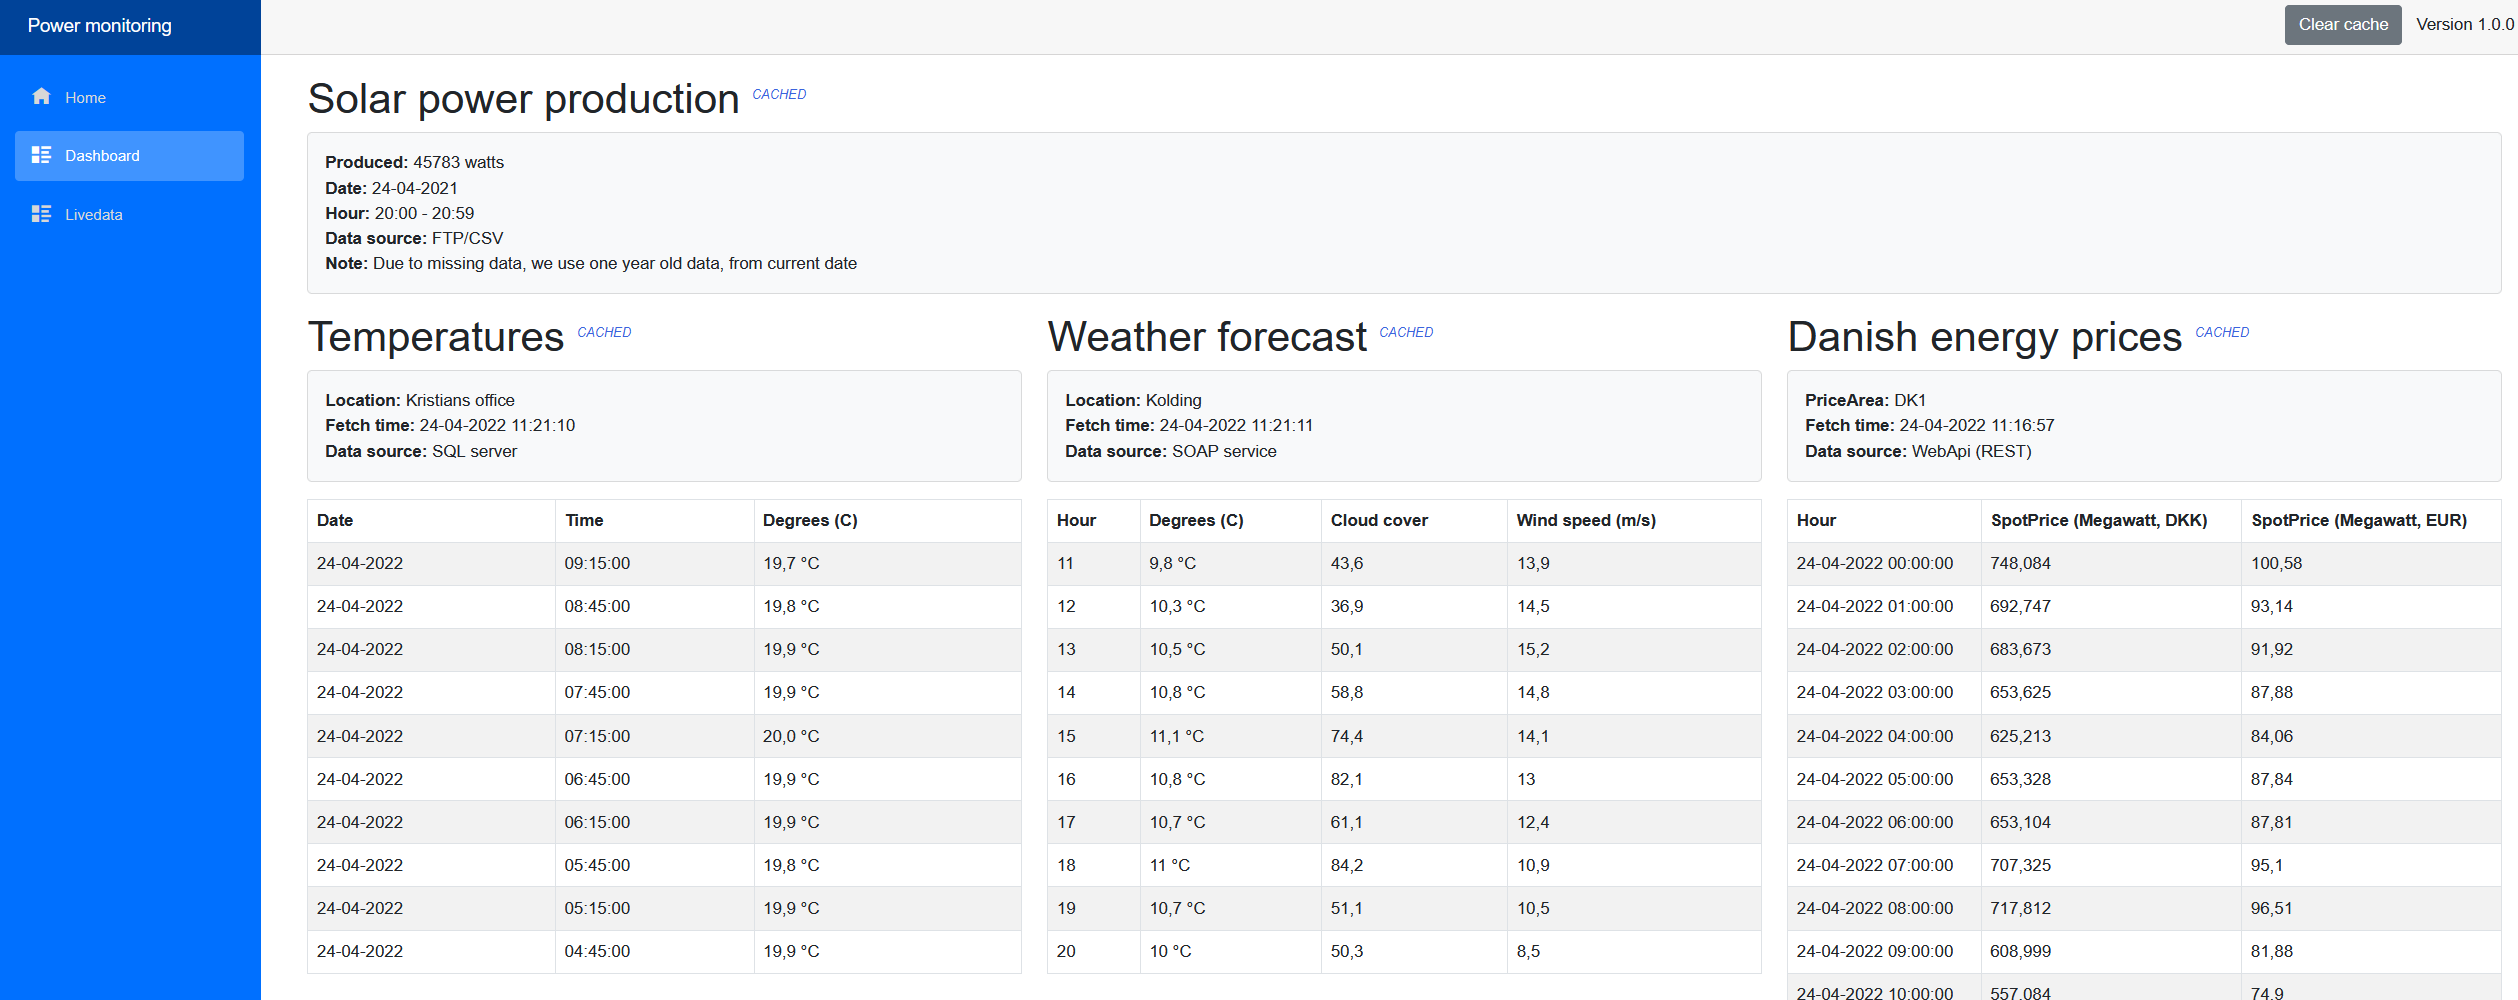 Power monitoring
Clear cache Version 1.0.0
Home
Dashboard
Livedata
Solar power production CACHED
Produced: 45783 watts
Date: 24-04-2021
Hour: 20:00 - 20:59
Data source: FTP/CSV
Note: Due to missing data, we use one year old data, from current date
Temperatures CACHED
Location: Kristians office
Fetch time: 24-04-2022 11:21:10
Data source: SQL server
Date Time Degrees (C)
24-04-2022 09:15:00 19,7 °C
24-04-2022 08:45:00 19,8 °C
24-04-2022 08:15:00 19,9 °C
24-04-2022 07:45:00 19,9 °C
24-04-2022 07:15:00 20,0 °C
24-04-2022 06:45:00 19,9 °C
24-04-2022 06:15:00 19,9 °C
24-04-2022 05:45:00 19,8 °C
24-04-2022 05:15:00 19,9 °C
24-04-2022 04:45:00 19,9 °C
Weather forecast CACHED
Location: Kolding
Fetch time: 24-04-2022 11:21:11
Data source: SOAP service
Hour Degrees (C) Cloud cover Wind speed (m/s)
11 9,8 °C 43,6 13,9
12 10,3 °C 36,9 14,5
13 10,5 °C 50,1 15,2
14 10,8 °C 58,8 14,8
15 11,1 °C 74,4 14,1
16 10,8 °C 82,1 13
17 10,7 °C 61,1 12,4
18 11 °C 84,2 10,9
19 10,7 °C 51,1 10,5
20 10 °C 50,3 8,5
Danish energy prices CACHED
PriceArea: DK1
Fetch time: 24-04-2022 11:16:57
Data source: WebApi (REST)
Hour SpotPrice (Megawatt, DKK) SpotPrice (Megawatt, EUR)
24-04-2022 00:00:00 748,084 100,58
24-04-2022 01:00:00 692,747 93,14
24-04-2022 02:00:00 683,673 91,92
24-04-2022 03:00:00 653,625 87,88
24-04-2022 04:00:00 625,213 84,06
24-04-2022 05:00:00 653,328 87,84
24-04-2022 06:00:00 653,104 87,81
24-04-2022 07:00:00 707,325 95,1
24-04-2022 08:00:00 717,812 96,51
24-04-2022 09:00:00 608,999 81,88
24-04-2022 10:00:00 557,084 74,9